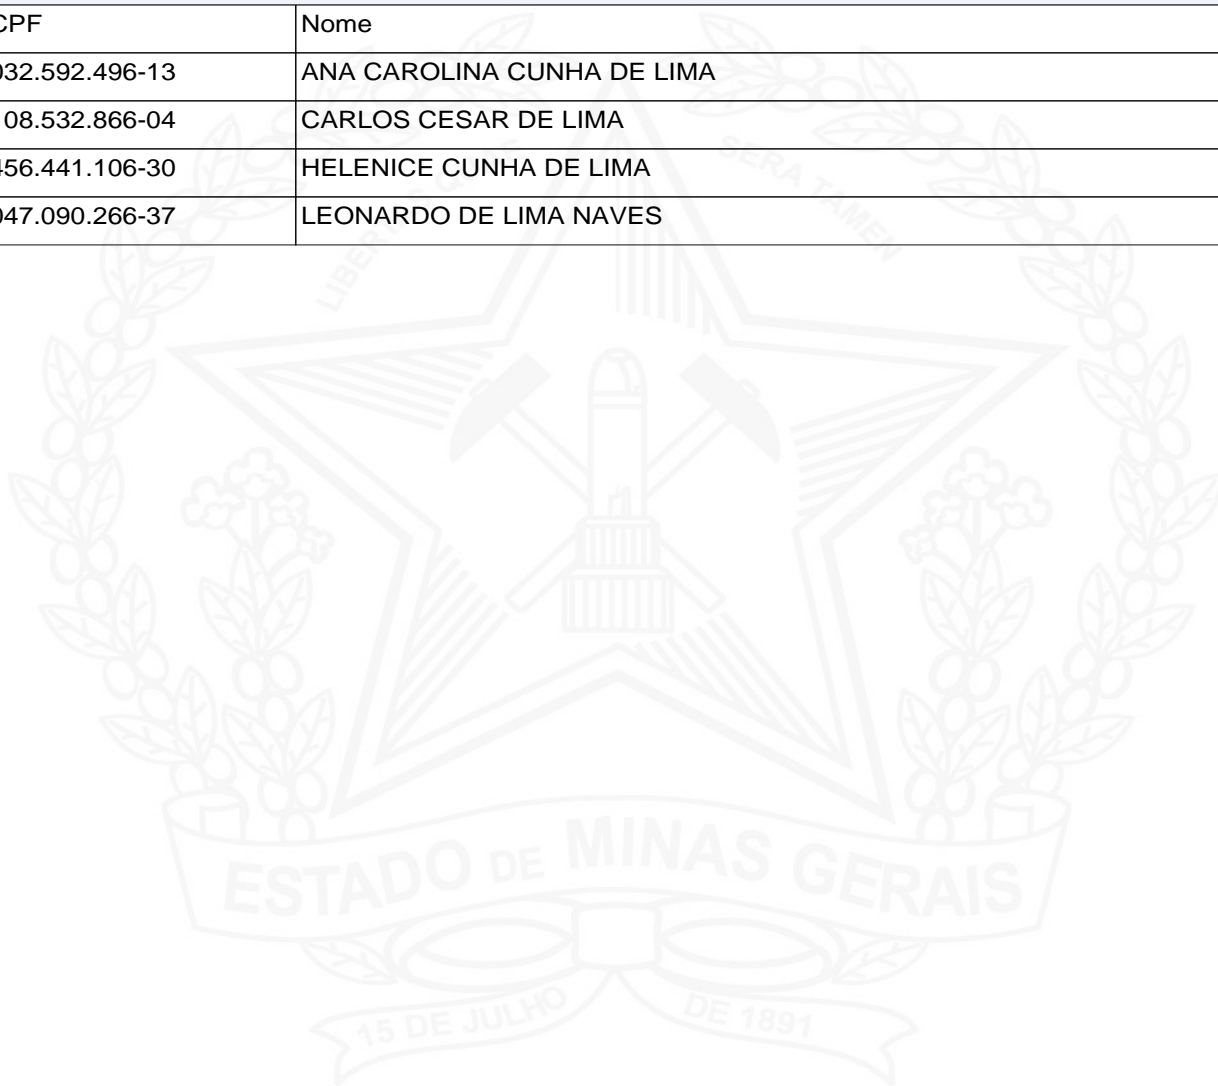 CPF Nome
032.592.496-13 ANA CAROLINA CUNHA DE LIMA
08.532.866-04 CARLOS CESAR DE LIMA
456.441.106-30 HELENICE CUNHA DE LIMA
047.090.266-37 LEONARDO DE LIMA NAVES
LIBERTAS QUÆ SERA TAMEN
ESTADO DE MINAS GERAIS
15 DE JULHO DE 1891